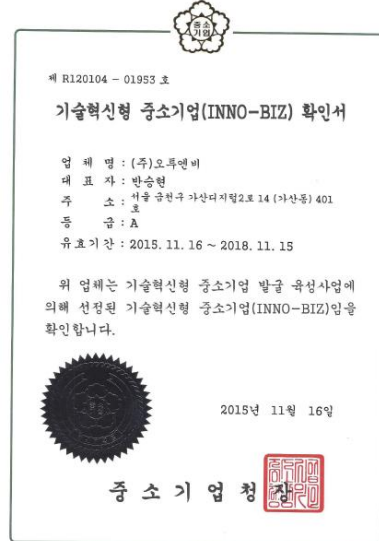 중소
기업
제 R120104 - 01953 호
기술혁신형 중소기업(INNO-BIZ) 확인서
업 체 명 : (주)오투엔비
대 표 자 : 반승현
주 소 : 서울 금천구 가산디지털2로 14 (가산동) 401
호
등 급 : A
유효기간 : 2015. 11. 16 ~ 2018. 11. 15
위 업체는 기술혁신형 중소기업 발굴 육성사업에
의해 선정된 기술혁신형 중소기업(INNO-BIZ)임을
확인합니다.
2015년 11월 16일
중 소 기 업 청 장